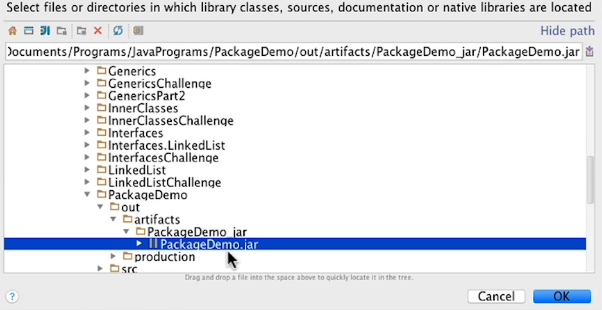 Select files or directories in which library classes, sources, documentation or native libraries are located
Hide path
Documents/Programs/JavaPrograms/PackageDemo/out/artifacts/PackageDemo_jar/PackageDemo.jar
Generics
GenericsChallenge
GenericsPart2
InnerClasses
InnerClassesChallenge
Interfaces
Interfaces.LinkedList
InterfacesChallenge
LinkedList
LinkedListChallenge
PackageDemo
out
artifacts
PackageDemo_jar
PackageDemo.jar
production
src
Drag and drop a file into the space above to quickly locate it in the tree.
?
Cancel
OK